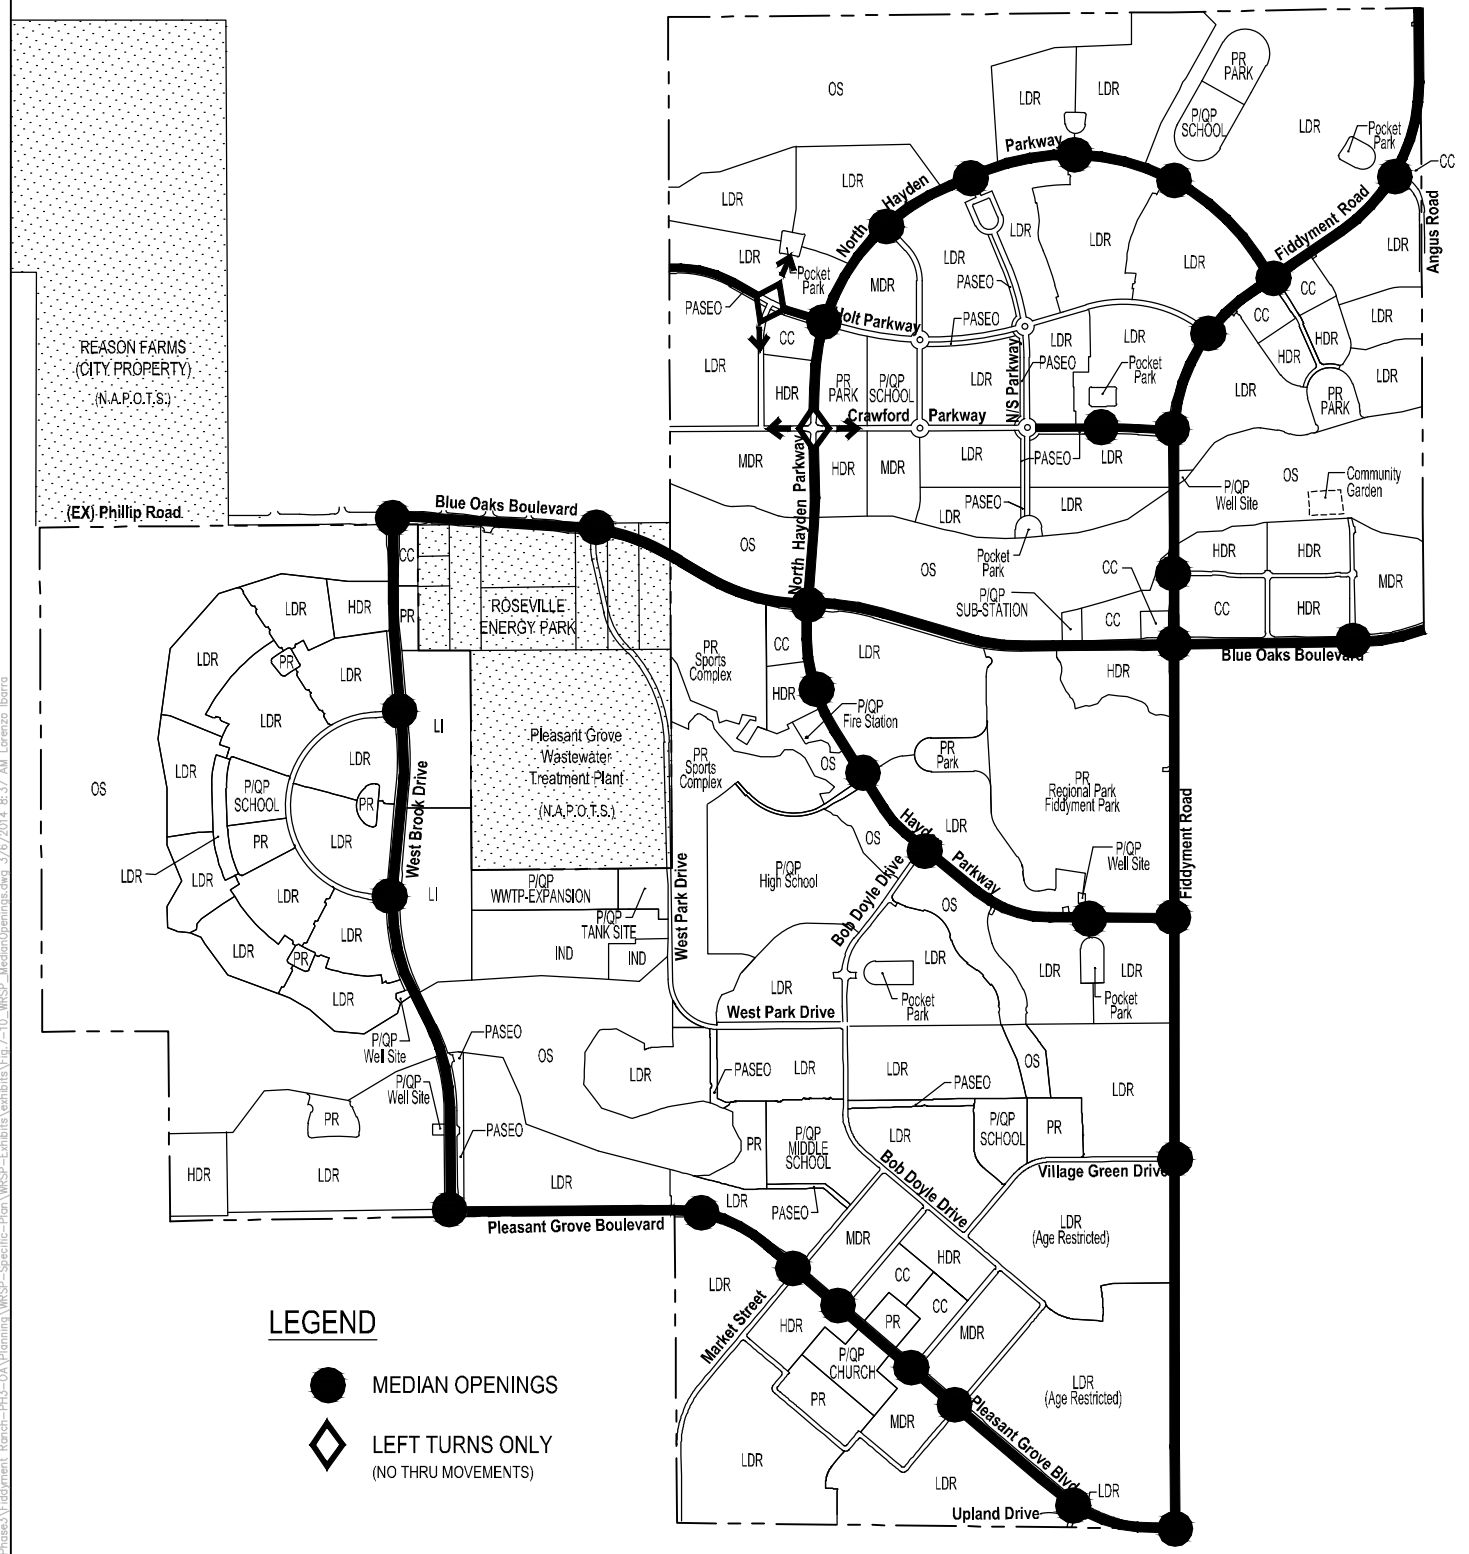 OS
PR
PARK
P/QP
SCHOOL
LDR
LDR
LDR
Pocket
Park
CC
Parkway
Hayden
North
LDR
LDR
LDR
Pocket
Park
PASEO
MDR
LDR
PASEO
LDR
LDR
LDR
Fiddyment Road
LDR
Angus Road
CC
CC
HDR
HDR
LDR
LDR
PR
PARK
LDR
REASON FARMS
(CITY PROPERTY)
(N.A.P.O.T.S.)
LDR
CC
HDR
Holt Parkway
PASEO
PR
PARK
P/QP
SCHOOL
LDR
N/S Parkway
LDR
PASEO
LDR
Pocket
Park
Crawford Parkway
MDR
HDR
MDR
LDR
PASEO
LDR
PASEO
LDR
LDR
P/QP
Well Site
OS
Community
Garden
North Hayden Parkway
(EX) Phillip Road
Blue Oaks Boulevard
OS
OS
Pocket
Park
CC
P/QP
SUB-STATION
CC
HDR
HDR
CC
HDR
MDR
Blue Oaks Boulevard
HDR
CC
PR
ROSEVILLE
ENERGY PARK
LDR
HDR
LDR
PR
LDR
LDR
LDR
LDR
P/QP
SCHOOL
PR
LDR
PR
LDR
LDR
LDR
LDR
LDR
LDR
PR
LDR
OS
LI
LI
West Brook Drive
Pleasant Grove
Wastewater
Treatment Plant
(N.A.P.O.T.S.)
PR
Sports
Complex
CC
HDR
LDR
P/QP
Fire Station
PR
Sports
Complex
OS
PR
Park
PR
Regional Park
Fiddyment Park
Fiddyment Road
P/QP
High School
OS
Hayden
LDR
Parkway
P/QP
Well Site
Bob Doyle Drive
OS
P/QP
WWTP-EXPANSION
P/QP
TANK SITE
IND
IND
West Park Drive
LDR
LDR
Pocket
Park
LDR
LDR
Pocket
Park
West Park Drive
P/QP
Well Site
PASEO
OS
P/QP
Well Site
PASEO
LDR
PASEO
LDR
LDR
PASEO
OS
LDR
PR
HDR
LDR
LDR
PR
P/QP
MIDDLE
SCHOOL
LDR
P/QP
SCHOOL
PR
Village Green Drive
Bob Doyle Drive
LDR
PASEO
Pleasant Grove Boulevard
MDR
LDR
(Age Restricted)
HDR
CC
CC
LDR
Market Street
HDR
PR
MDR
P/QP
CHURCH
PR
MDR
LDR
(Age Restricted)
Pleasant Grove Blvd
LDR
LDR
LDR
Upland Drive
LEGEND
MEDIAN OPENINGS
LEFT TURNS ONLY
(NO THRU MOVEMENTS)